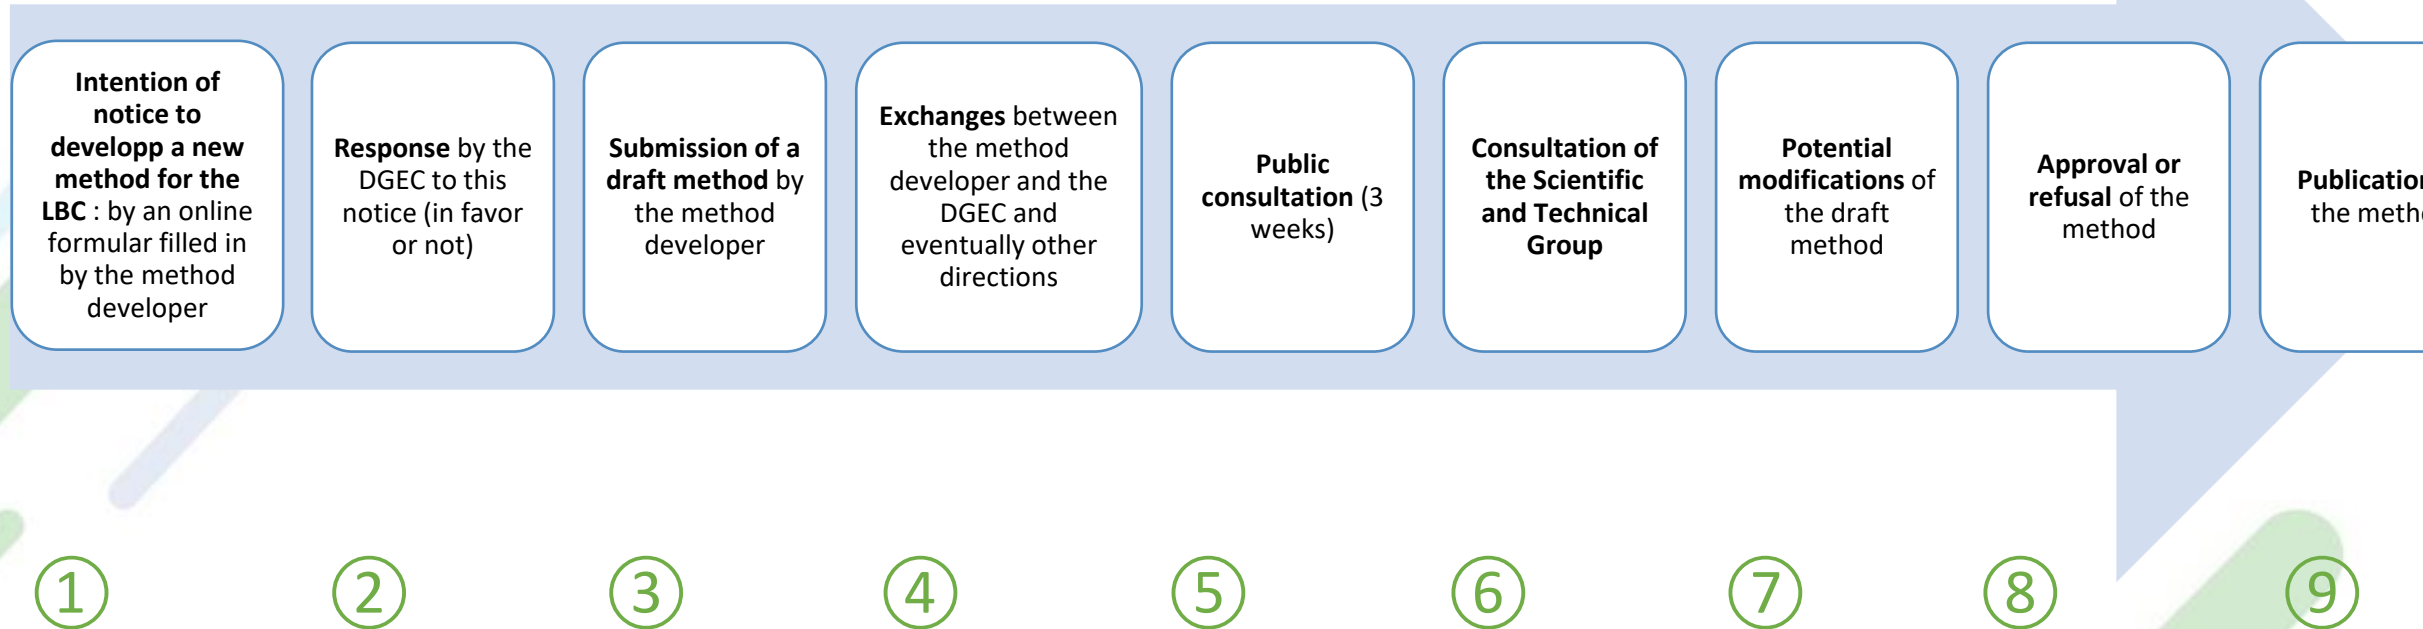 Intention of
notice to
developp a new
method for the
LBC : by an online
formular filled in
by the method
developer
Response by the
DGEC to this
notice (in favor
or not)
Submission of a
draft method by
the method
developer
Exchanges between
the method
developer and the
DGEC and
eventually other
directions
Public
consultation (3
weeks)
Consultation of
the Scientific
and Technical
Group
Potential
modifications of
the draft
method
Approval or
refusal of the
method
Publication
the
1
2
3
4
5
6
7
8
9